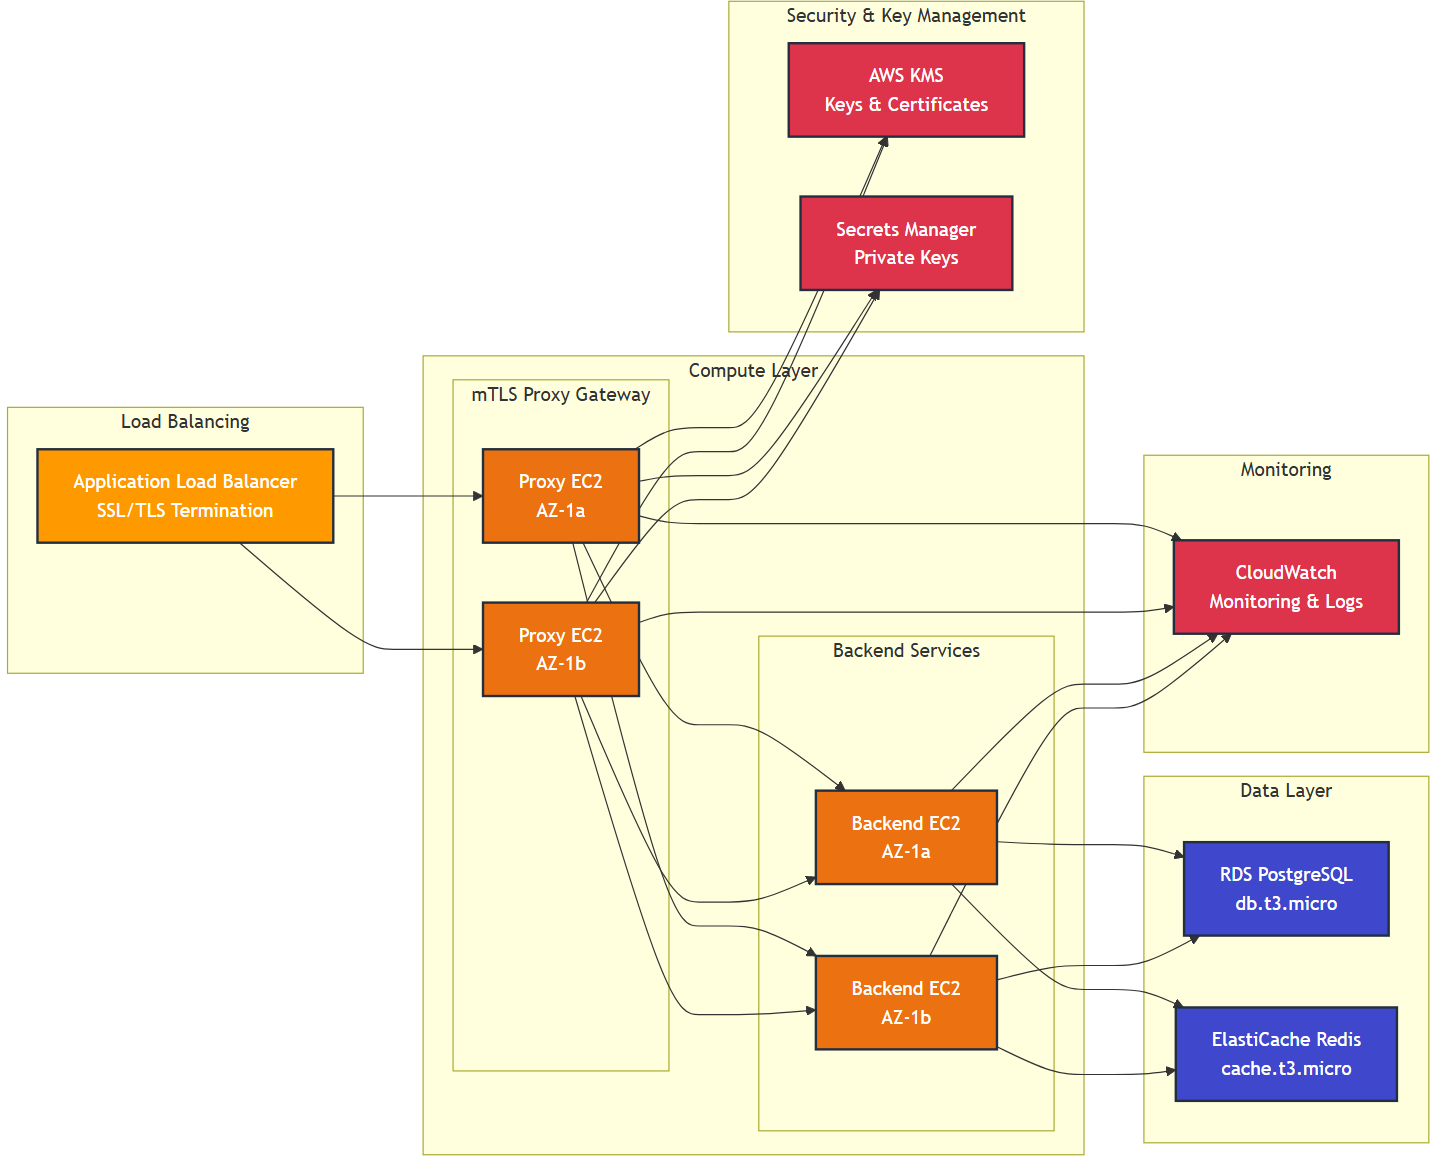 Security & Key Management
AWS KMS
Keys & Certificates
Secrets Manager
Private Keys
Compute Layer
mTLS Proxy Gateway
Load Balancing
Application Load Balancer
SSL/TLS Termination
Proxy EC2
AZ-1a
Proxy EC2
AZ-1b
Monitoring
CloudWatch
Monitoring & Logs
Backend Services
Backend EC2
AZ-1a
Backend EC2
AZ-1b
Data Layer
RDS PostgreSQL
db.t3.micro
ElastiCache Redis
cache.t3.micro